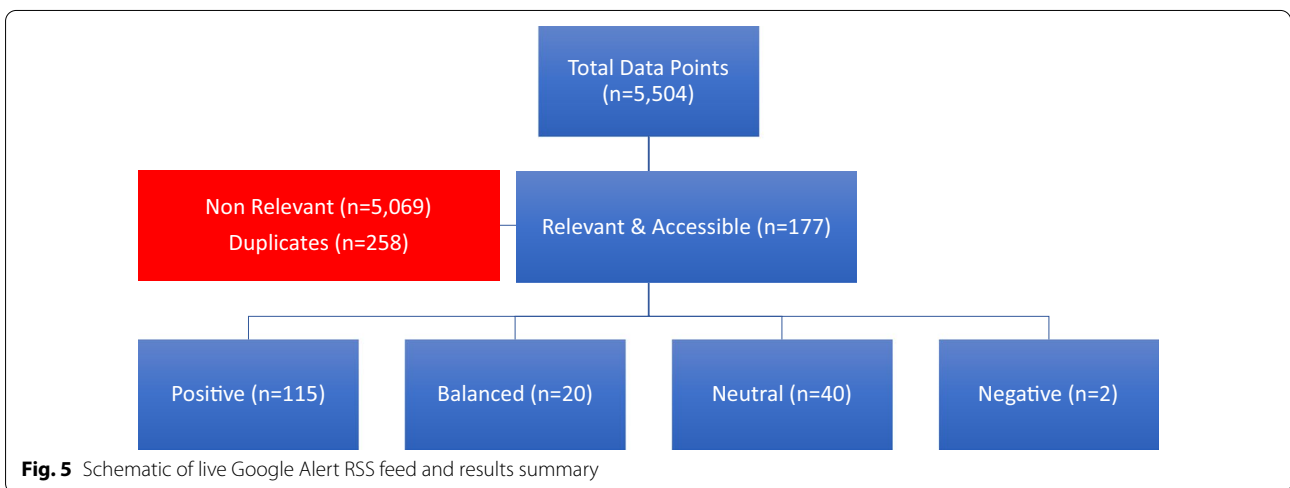 Total Data Points
(n=5,504)
Non Relevant (n=5,069)
Duplicates (n=258)
Relevant & Accessible (n=177)
Positive (n=115)
Balanced (n=20)
Neutral (n=40)
Negative (n=2)
Fig. 5 Schematic of live Google Alert RSS feed and results summary